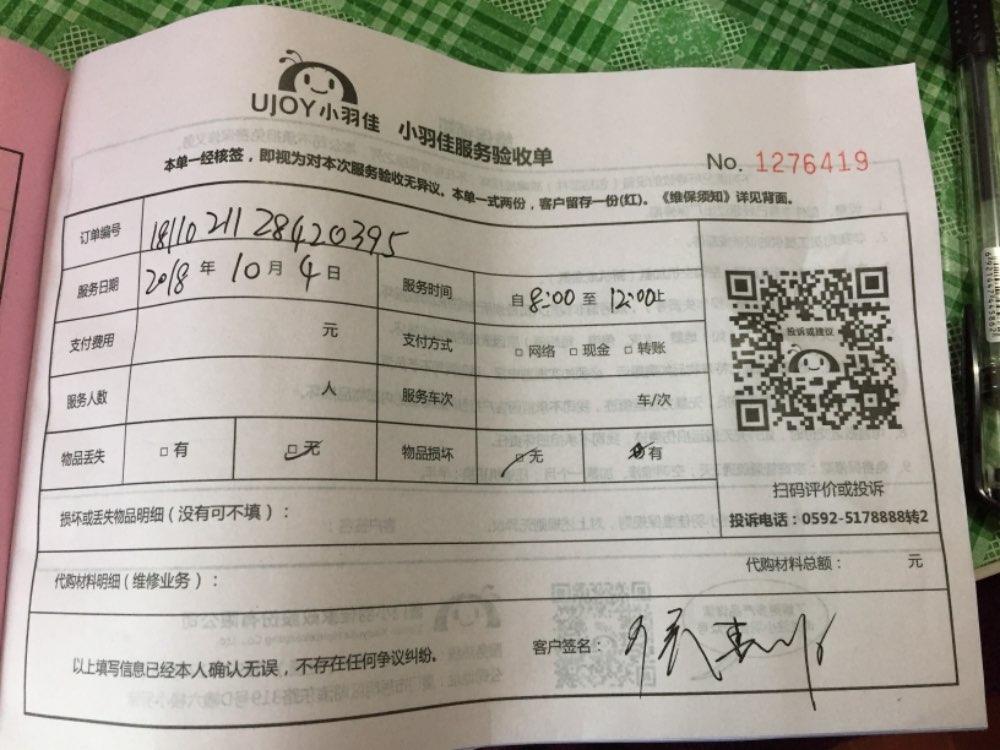 UJOY小羽佳 小羽佳服务验收单
No. 1276419
本单一经核签，即视为对本次服务验收无异议。本单一式两份，客户留存一份(红)。《维保须知》详见背面。
订单编号 181102112842039５
服务日期 2018 年 10 月 4 日 服务时间 自 8:00 至 12:00止
支付费用 元 支付方式 □ 网络 □ 现金 □ 转账
服务人数 人 服务车次 车/次
物品丢失 □ 有 □ 无 物品损坏 □ 无 □ 有
投诉或建议
扫码评价或投诉
投诉电话：0592-5178888转2
损坏或丢失物品明细（没有可不填）：
代购材料明细（维修业务）： 代购材料总额： 元
以上填写信息已经本人确认无误，不存在任何争议纠纷。 客户签名：